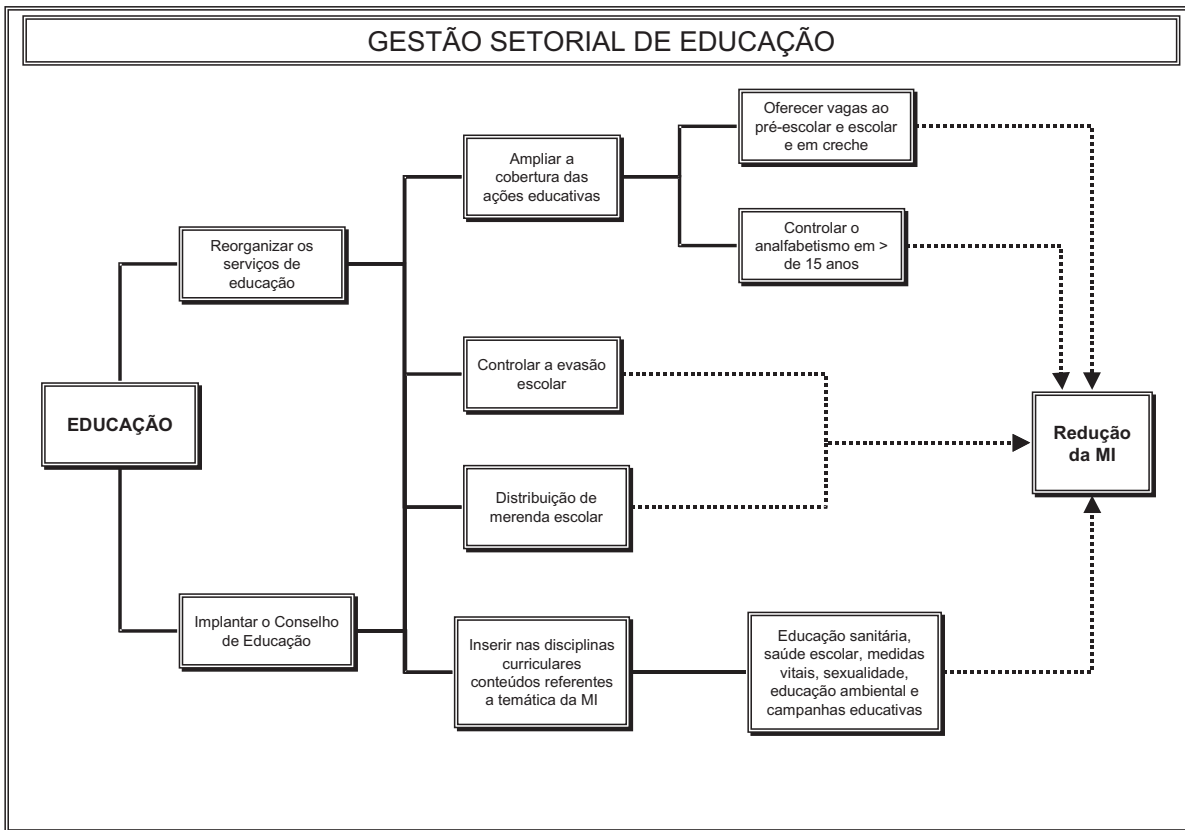 GESTÃO SETORIAL DE EDUCAÇÃO
Oferecer vagas ao
pré-escolar e escolar
e em creche
Ampliar a
cobertura das
ações educativas
Controlar o
analfabetismo em >
de 15 anos
Reorganizar os
serviços de
educação
Controlar a evasão
escolar
EDUCAÇÃO
Redução
da MI
Distribuição de
merenda escolar
Implantar o Conselho
de Educação
Inserir nas disciplinas
curriculares
conteúdos referentes
a temática da MI
Educação sanitária,
saúde escolar, medidas
vitais, sexualidade,
educação ambiental e
campanhas educativas